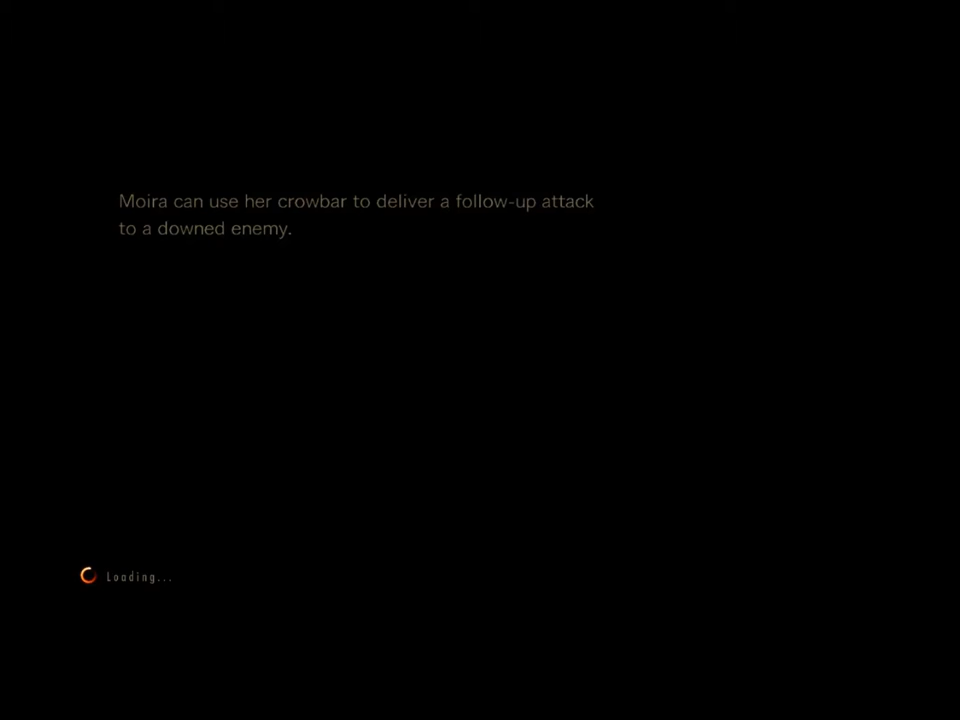 Moira can use her crowbar to deliver a follow-up attack
to a downed enemy.
Loading...